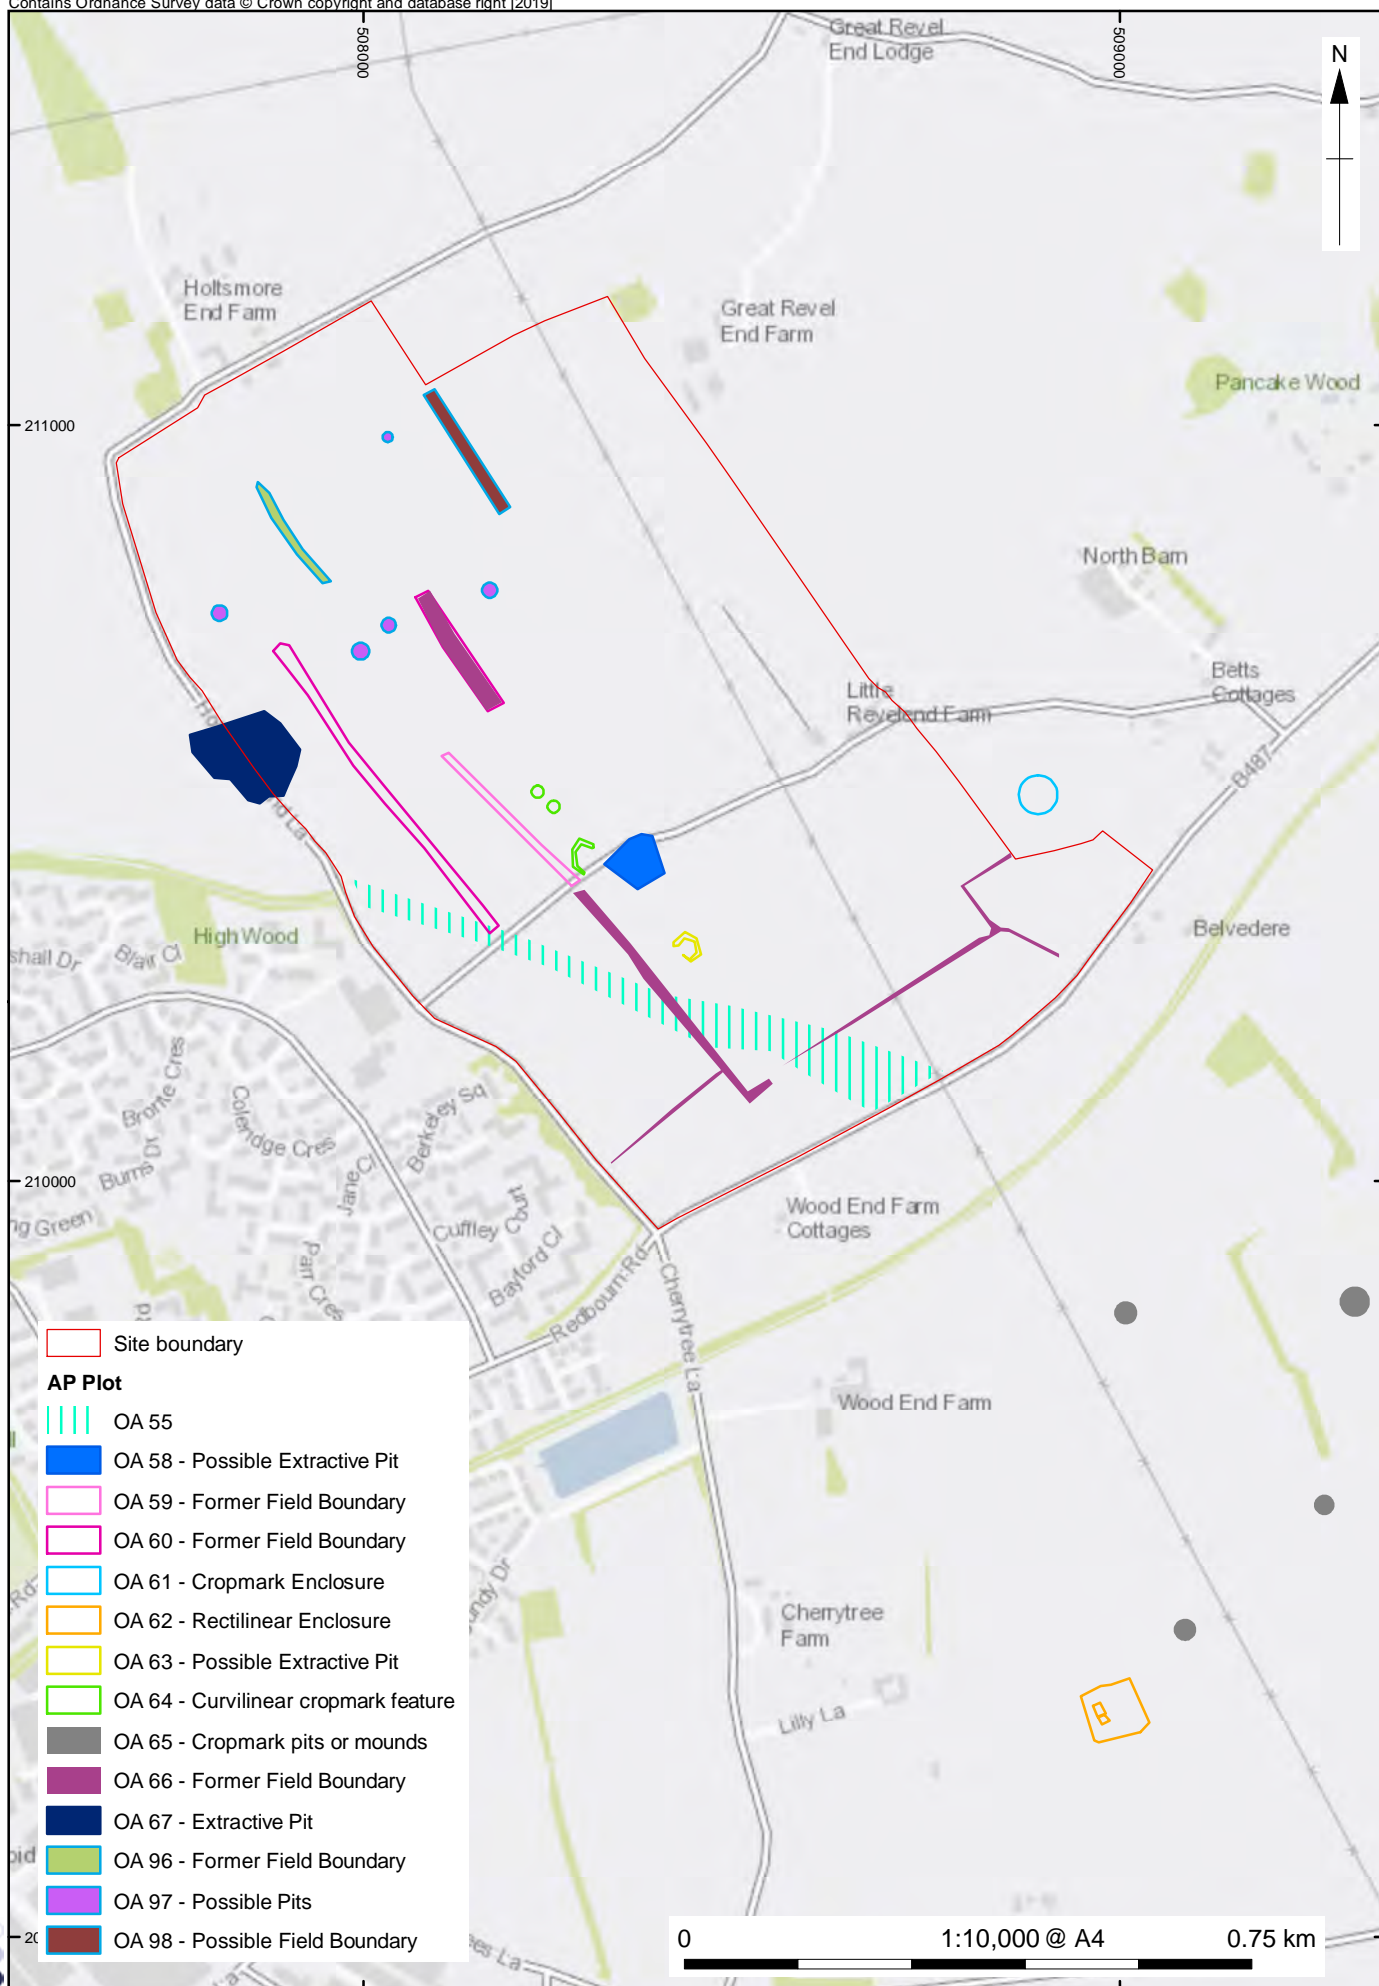 Contains Ordnance Survey data © Crown copyright and database right [2019]
508000
509000
N
Great Revel
End Lodge
Holtsmore
End Farm
Great Revel
End Farm
Pancake Wood
211000
North Barn
Betts
Cottages
Little
Revelend Farm
B487
High Wood
Belvedere
shall Dr
Blair Cl
Bronte Cres
Coleridge Cres
Berkeley Sq
Burns Dr
Jane Cl
210000
ng Green
Cuffley Court
Bayford Cl
Parr Cres
Redbourn Rd
Cherrytree La
Wood End Farm
Cottages
Wood End Farm
Cherrytree
Farm
Lilly La
Site boundary
AP Plot
OA 55
OA 58 - Possible Extractive Pit
OA 59 - Former Field Boundary
OA 60 - Former Field Boundary
OA 61 - Cropmark Enclosure
OA 62 - Rectilinear Enclosure
OA 63 - Possible Extractive Pit
OA 64 - Curvilinear cropmark feature
OA 65 - Cropmark pits or mounds
OA 66 - Former Field Boundary
OA 67 - Extractive Pit
OA 96 - Former Field Boundary
OA 97 - Possible Pits
OA 98 - Possible Field Boundary
0
1:10,000 @ A4
0.75 km